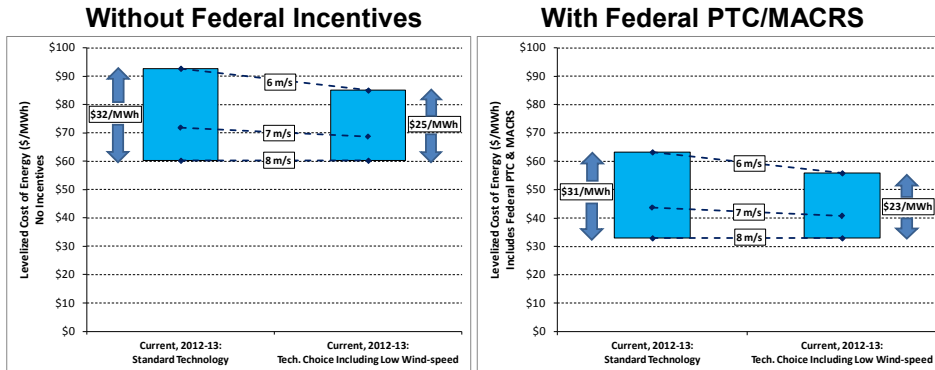 Without Federal Incentives
With Federal PTC/MACRS
Levelized Cost of Energy ($/MWh)
No Incentives
$100
$90
$80
$70
$60
$50
$40
$30
$20
$10
$0
$32/MWh
6 m/s
7 m/s
8 m/s
$25/MWh
Current, 2012-13:
Standard Technology
Current, 2012-13:
Tech. Choice Including Low Wind-speed
Levelized Cost of Energy ($/MWh)
Includes Federal PTC & MACRS
$100
$90
$80
$70
$60
$50
$40
$30
$20
$10
$0
$31/MWh
6 m/s
7 m/s
8 m/s
$23/MWh
Current, 2012-13:
Standard Technology
Current, 2012-13:
Tech. Choice Including Low Wind-speed